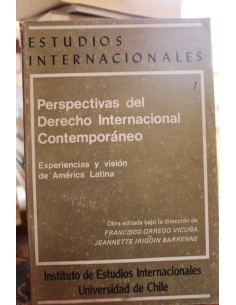 ESTUDIOS
INTERNACIONALES
1
Perspectivas del
Derecho Internacional
Contemporáneo
Experiencias y visión
de América Latina
Obra editada bajo la dirección de
FRANCISCO ORREGO VICUÑA
JEANNETTE IRIGOIN BARRENNE
Instituto de Estudios Internacionales
Universidad de Chile